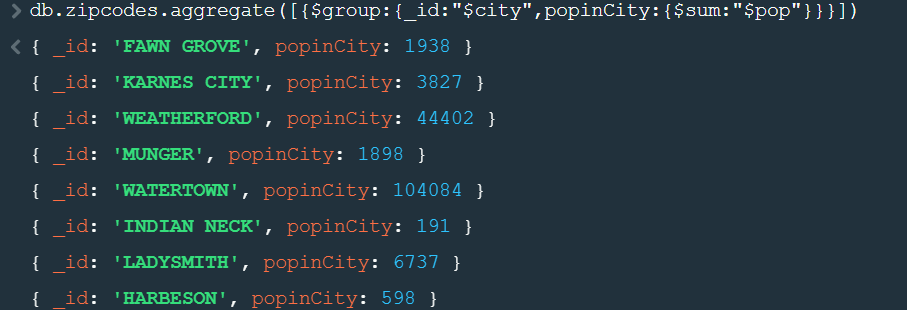 > db.zipcodes.aggregate([{$group:{_id:"$city",popinCity:{$sum:"$pop"}}}])
< { _id: 'FAWN GROVE', popinCity: 1938 }
{ _id: 'KARNES CITY', popinCity: 3827 }
{ _id: 'WEATHERFORD', popinCity: 44402 }
{ _id: 'MUNGER', popinCity: 1898 }
{ _id: 'WATERTOWN', popinCity: 104084 }
{ _id: 'INDIAN NECK', popinCity: 191 }
{ _id: 'LADYSMITH', popinCity: 6737 }
{ _id: 'HARBESON', popinCity: 598 }